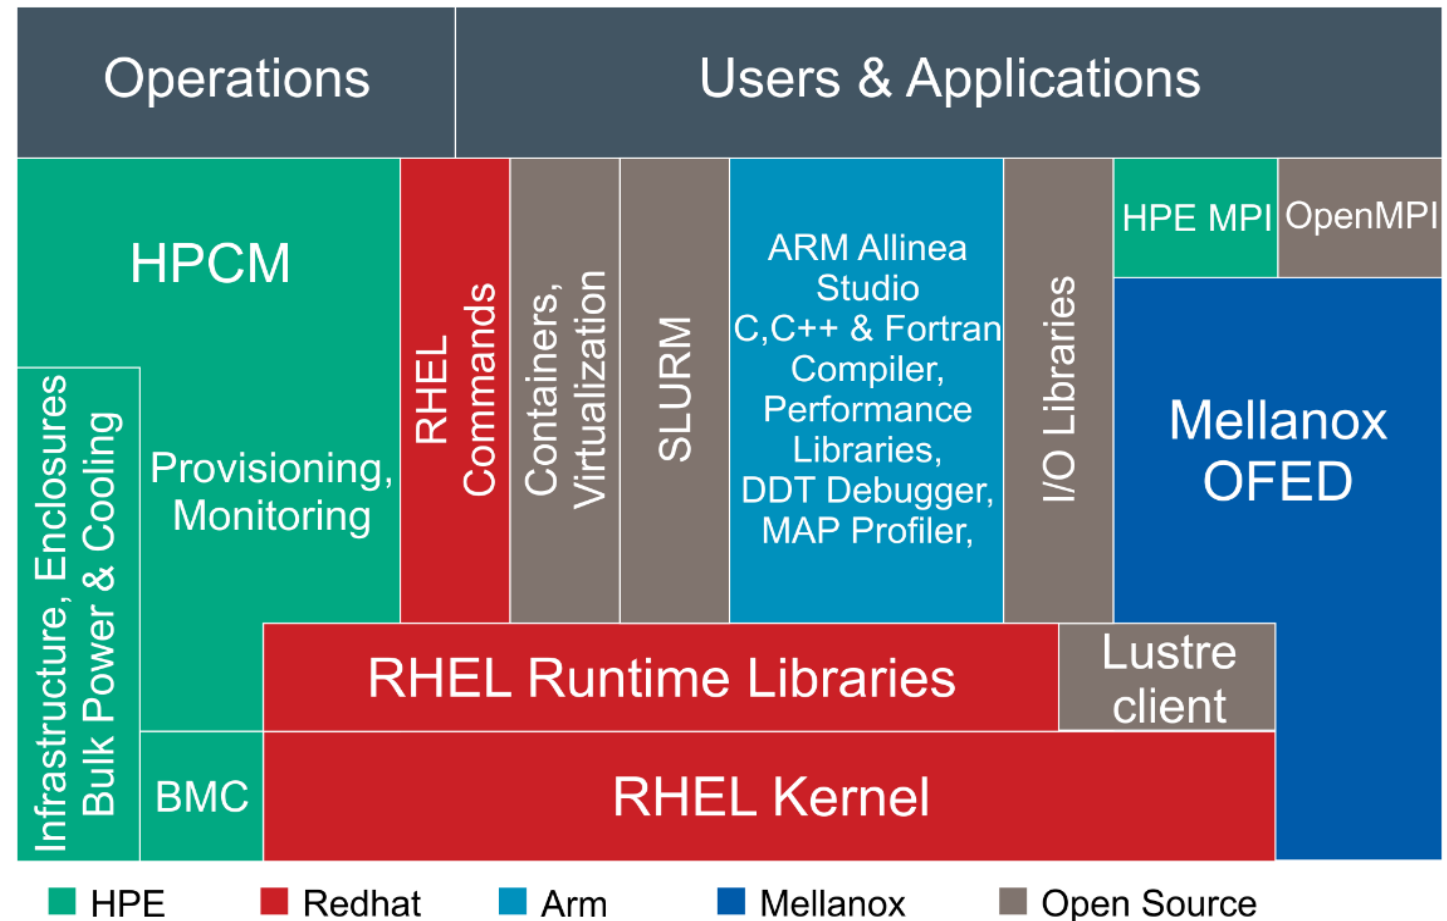 Operations
Users & Applications
HPCM
Provisioning,
Monitoring
Infrastructure, Enclosures
Bulk Power & Cooling
BMC
RHEL
Commands
Containers,
Virtualization
SLURM
ARM Allinea
Studio
C,C++ & Fortran
Compiler,
Performance
Libraries,
DDT Debugger,
MAP Profiler,
I/O Libraries
HPE MPI
OpenMPI
Mellanox
OFED
RHEL Runtime Libraries
Lustre
client
RHEL Kernel
HPE
Redhat
Arm
Mellanox
Open Source